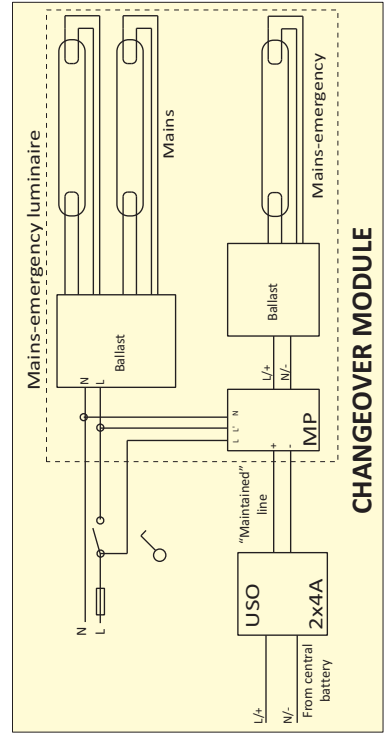 Mains-emergency luminaire
N
L
Ballast
Mains
N
L
L L' N
MP
+
-
L/+
N/-
Ballast
Mains-emergency
"Maintained"
line
USO
2x4A
L/+
N/-
From central
battery
CHANGEOVER MODULE